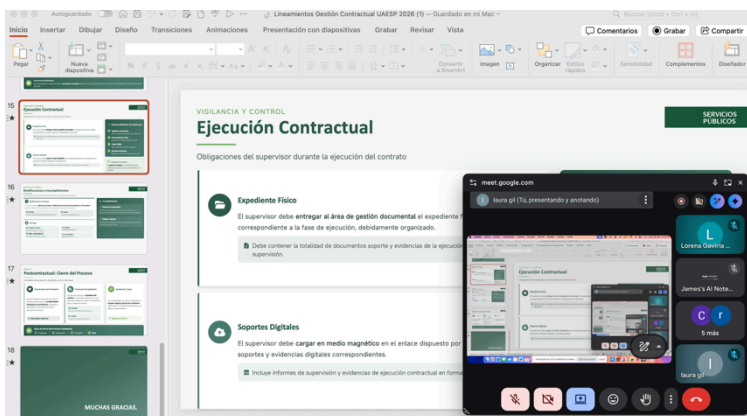 Autoguardado
Lineamientos Gestión Contractual UAESP 2026 (1) — Guardado en mi Mac
Buscar (Cmd + Ctrl + U)
Inicio Insertar Dibujar Diseño Transiciones Animaciones Presentación con diapositivas Grabar Revisar Vista
Comentarios Grabar Compartir
Pegar
Nueva
diapositiva
Convertir
a SmartArt
Imagen
Organizar
Estilos
rápidos
Sensibilidad
Complementos
Diseñador
15
Ejecución Contractual
16
Modificaciones e Incumplimientos
17
Postcontractual: Cierre del Proceso
18
MUCHAS GRACIAS.
VIGILANCIA Y CONTROL
Ejecución Contractual
SERVICIOS
PÚBLICOS
Obligaciones del supervisor durante la ejecución del contrato
Expediente Físico
El supervisor debe entregar al área de gestión documental el expediente
correspondiente a la fase de ejecución, debidamente organizado.
Debe contener la totalidad de documentos soporte y evidencias de la ejecución
supervisión.
Soportes Digitales
El supervisor debe cargar en medio magnético en el enlace dispuesto por
soportes y evidencias digitales correspondientes.
Incluye informes de supervisión y evidencias de ejecución contractual en
meet.google.com
laura gil (Tú, presentando y anotando)
Ejecución Contractual
L
Lorena Gaviria ...
James's AI Note...
C r
5 más
l
laura gil